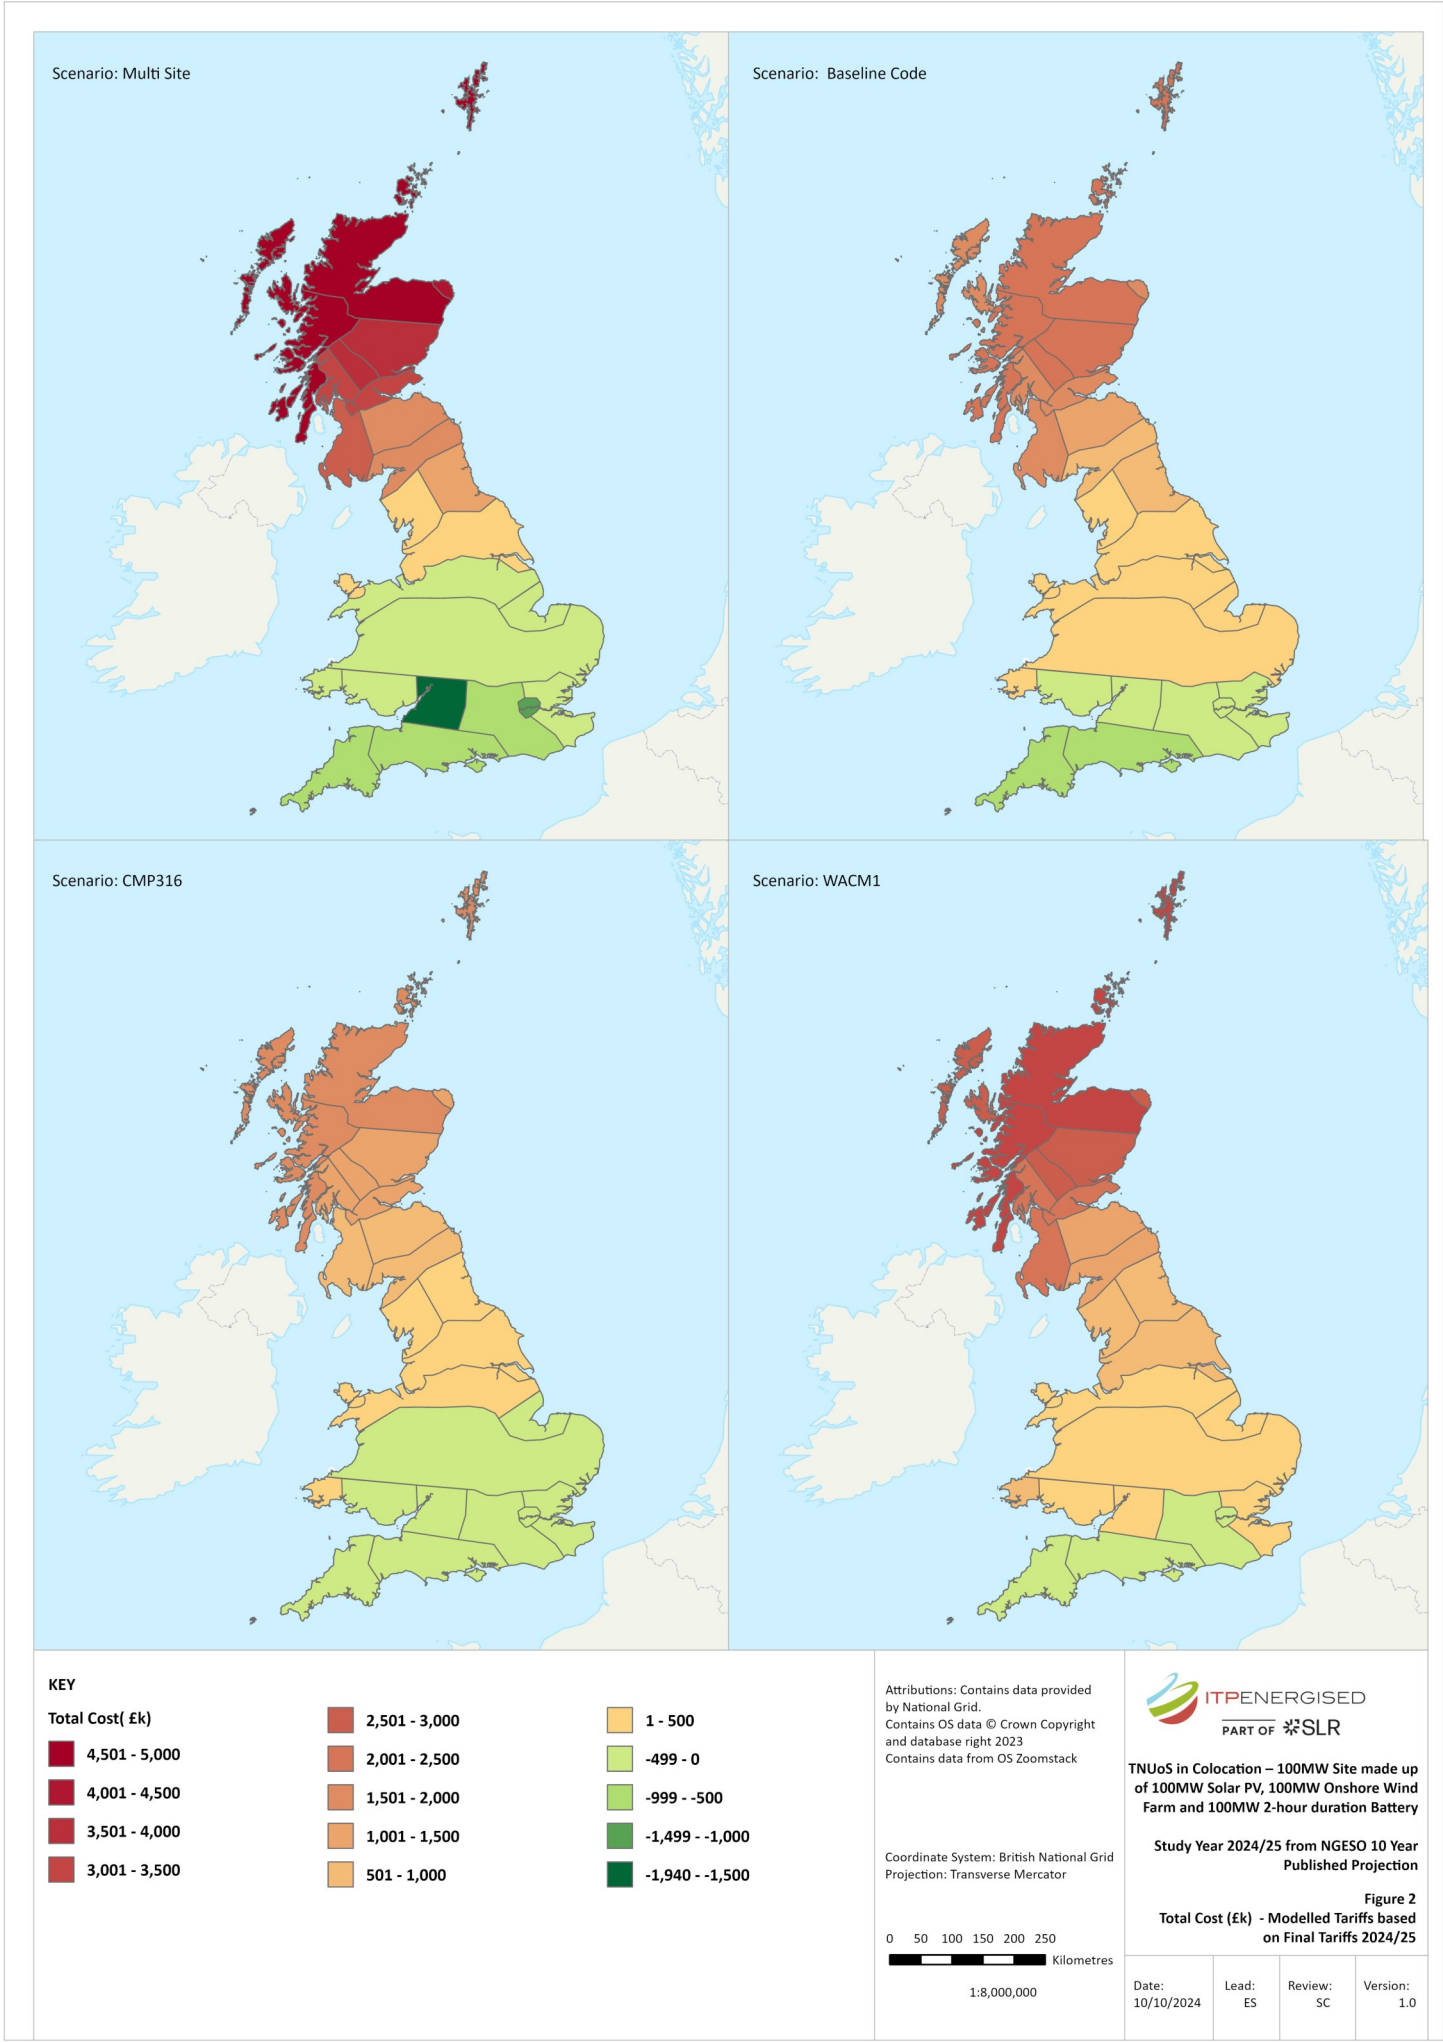 Scenario: Multi Site
Scenario:  Baseline Code
Scenario: CMP316
Scenario: WACM1
KEY
Total Cost( £k)
4,501 - 5,000
4,001 - 4,500
3,501 - 4,000
3,001 - 3,500
2,501 - 3,000
2,001 - 2,500
1,501 - 2,000
1,001 - 1,500
501 - 1,000
1 - 500
-499 - 0
-999 - -500
-1,499 - -1,000
-1,940 - -1,500
Attributions: Contains data provided
by National Grid.
Contains OS data © Crown Copyright
and database right 2023
Contains data from OS Zoomstack
Coordinate System: British National Grid
Projection: Transverse Mercator
0 50 100 150 200 250
Kilometres
1:8,000,000
ITPENERGISED
PART OF SLR
TNUoS in Colocation – 100MW Site made up
of 100MW Solar PV, 100MW Onshore Wind
Farm and 100MW 2-hour duration Battery
Study Year 2024/25 from NGESO 10 Year
Published Projection
Figure 2
Total Cost (£k)  - Modelled Tariffs based
on Final Tariffs 2024/25
Date:
10/10/2024
Lead:
ES
Review:
SC
Version:
1.0